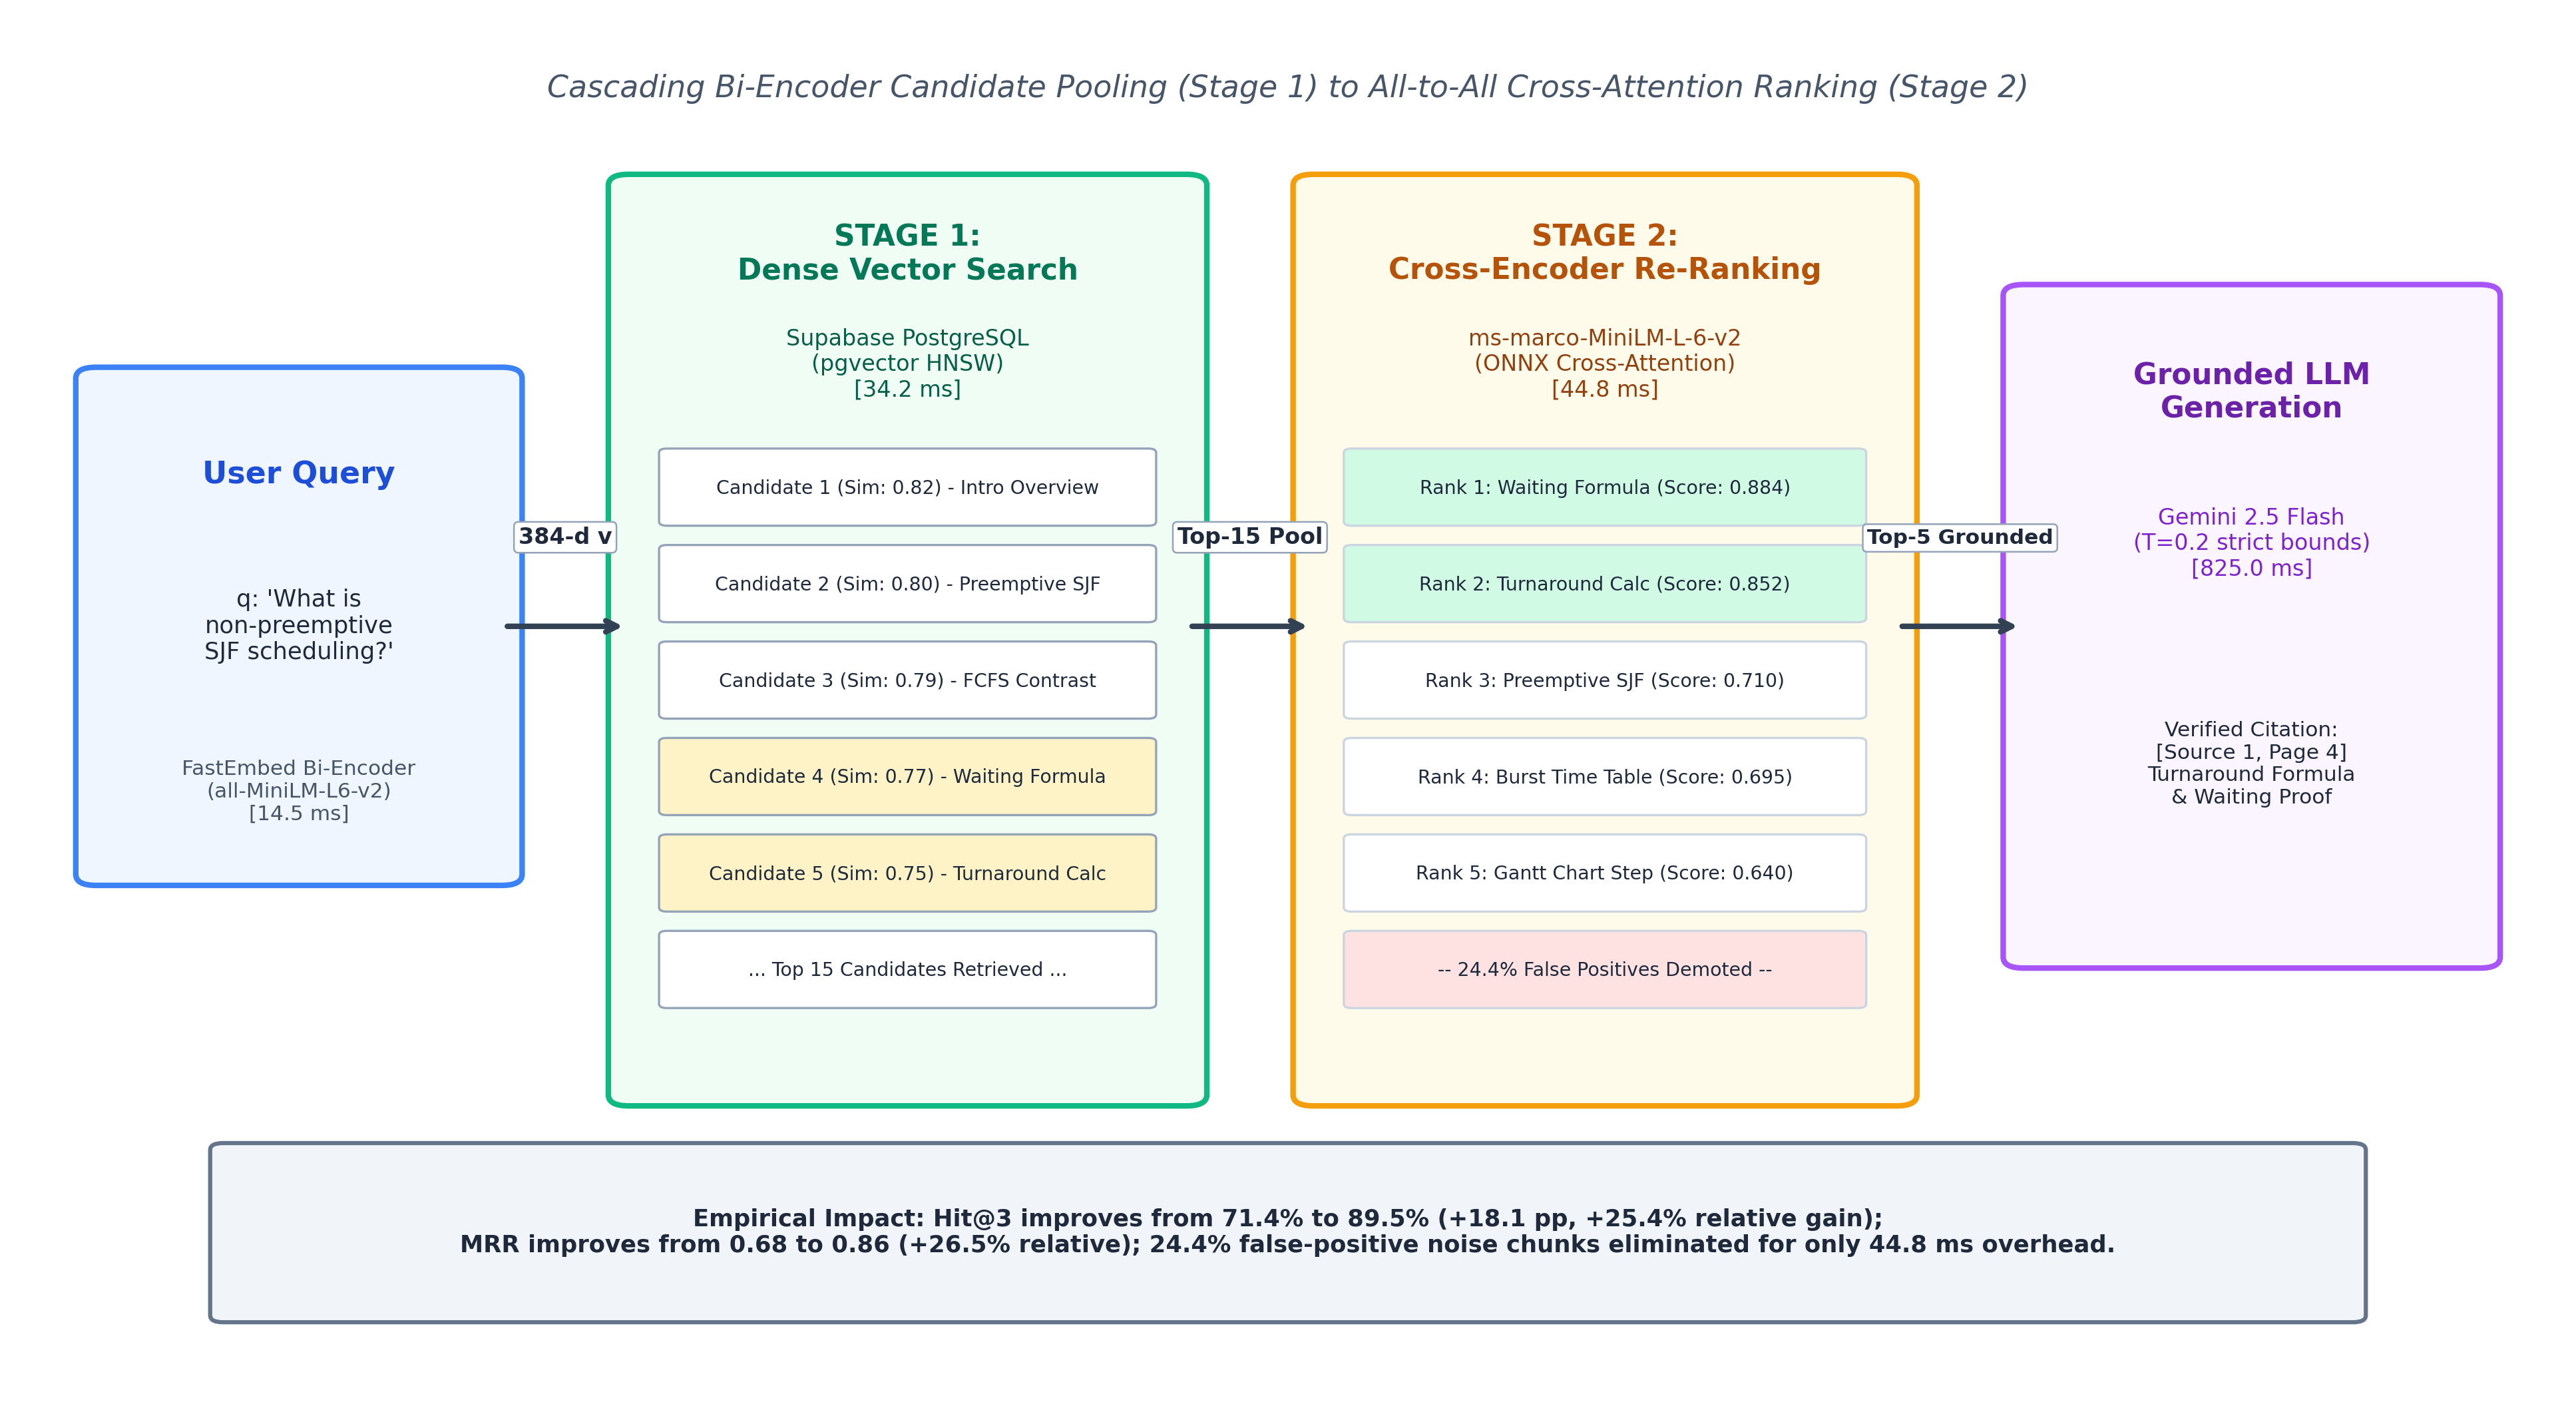 Cascading Bi-Encoder Candidate Pooling (Stage 1) to All-to-All Cross-Attention Ranking (Stage 2)
User Query
q: 'What is
non-preemptive
SJF scheduling?'
FastEmbed Bi-Encoder
(all-MiniLM-L6-v2)
[14.5 ms]
384-d v
STAGE 1:
Dense Vector Search
Supabase PostgreSQL
(pgvector HNSW)
[34.2 ms]
Candidate 1 (Sim: 0.82) - Intro Overview
Candidate 2 (Sim: 0.80) - Preemptive SJF
Candidate 3 (Sim: 0.79) - FCFS Contrast
Candidate 4 (Sim: 0.77) - Waiting Formula
Candidate 5 (Sim: 0.75) - Turnaround Calc
... Top 15 Candidates Retrieved ...
Top-15 Pool
STAGE 2:
Cross-Encoder Re-Ranking
ms-marco-MiniLM-L-6-v2
(ONNX Cross-Attention)
[44.8 ms]
Rank 1: Waiting Formula (Score: 0.884)
Rank 2: Turnaround Calc (Score: 0.852)
Rank 3: Preemptive SJF (Score: 0.710)
Rank 4: Burst Time Table (Score: 0.695)
Rank 5: Gantt Chart Step (Score: 0.640)
-- 24.4% False Positives Demoted --
Top-5 Grounded
Grounded LLM
Generation
Gemini 2.5 Flash
(T=0.2 strict bounds)
[825.0 ms]
Verified Citation:
[Source 1, Page 4]
Turnaround Formula
& Waiting Proof
Empirical Impact: Hit@3 improves from 71.4% to 89.5% (+18.1 pp, +25.4% relative gain);
MRR improves from 0.68 to 0.86 (+26.5% relative); 24.4% false-positive noise chunks eliminated for only 44.8 ms overhead.